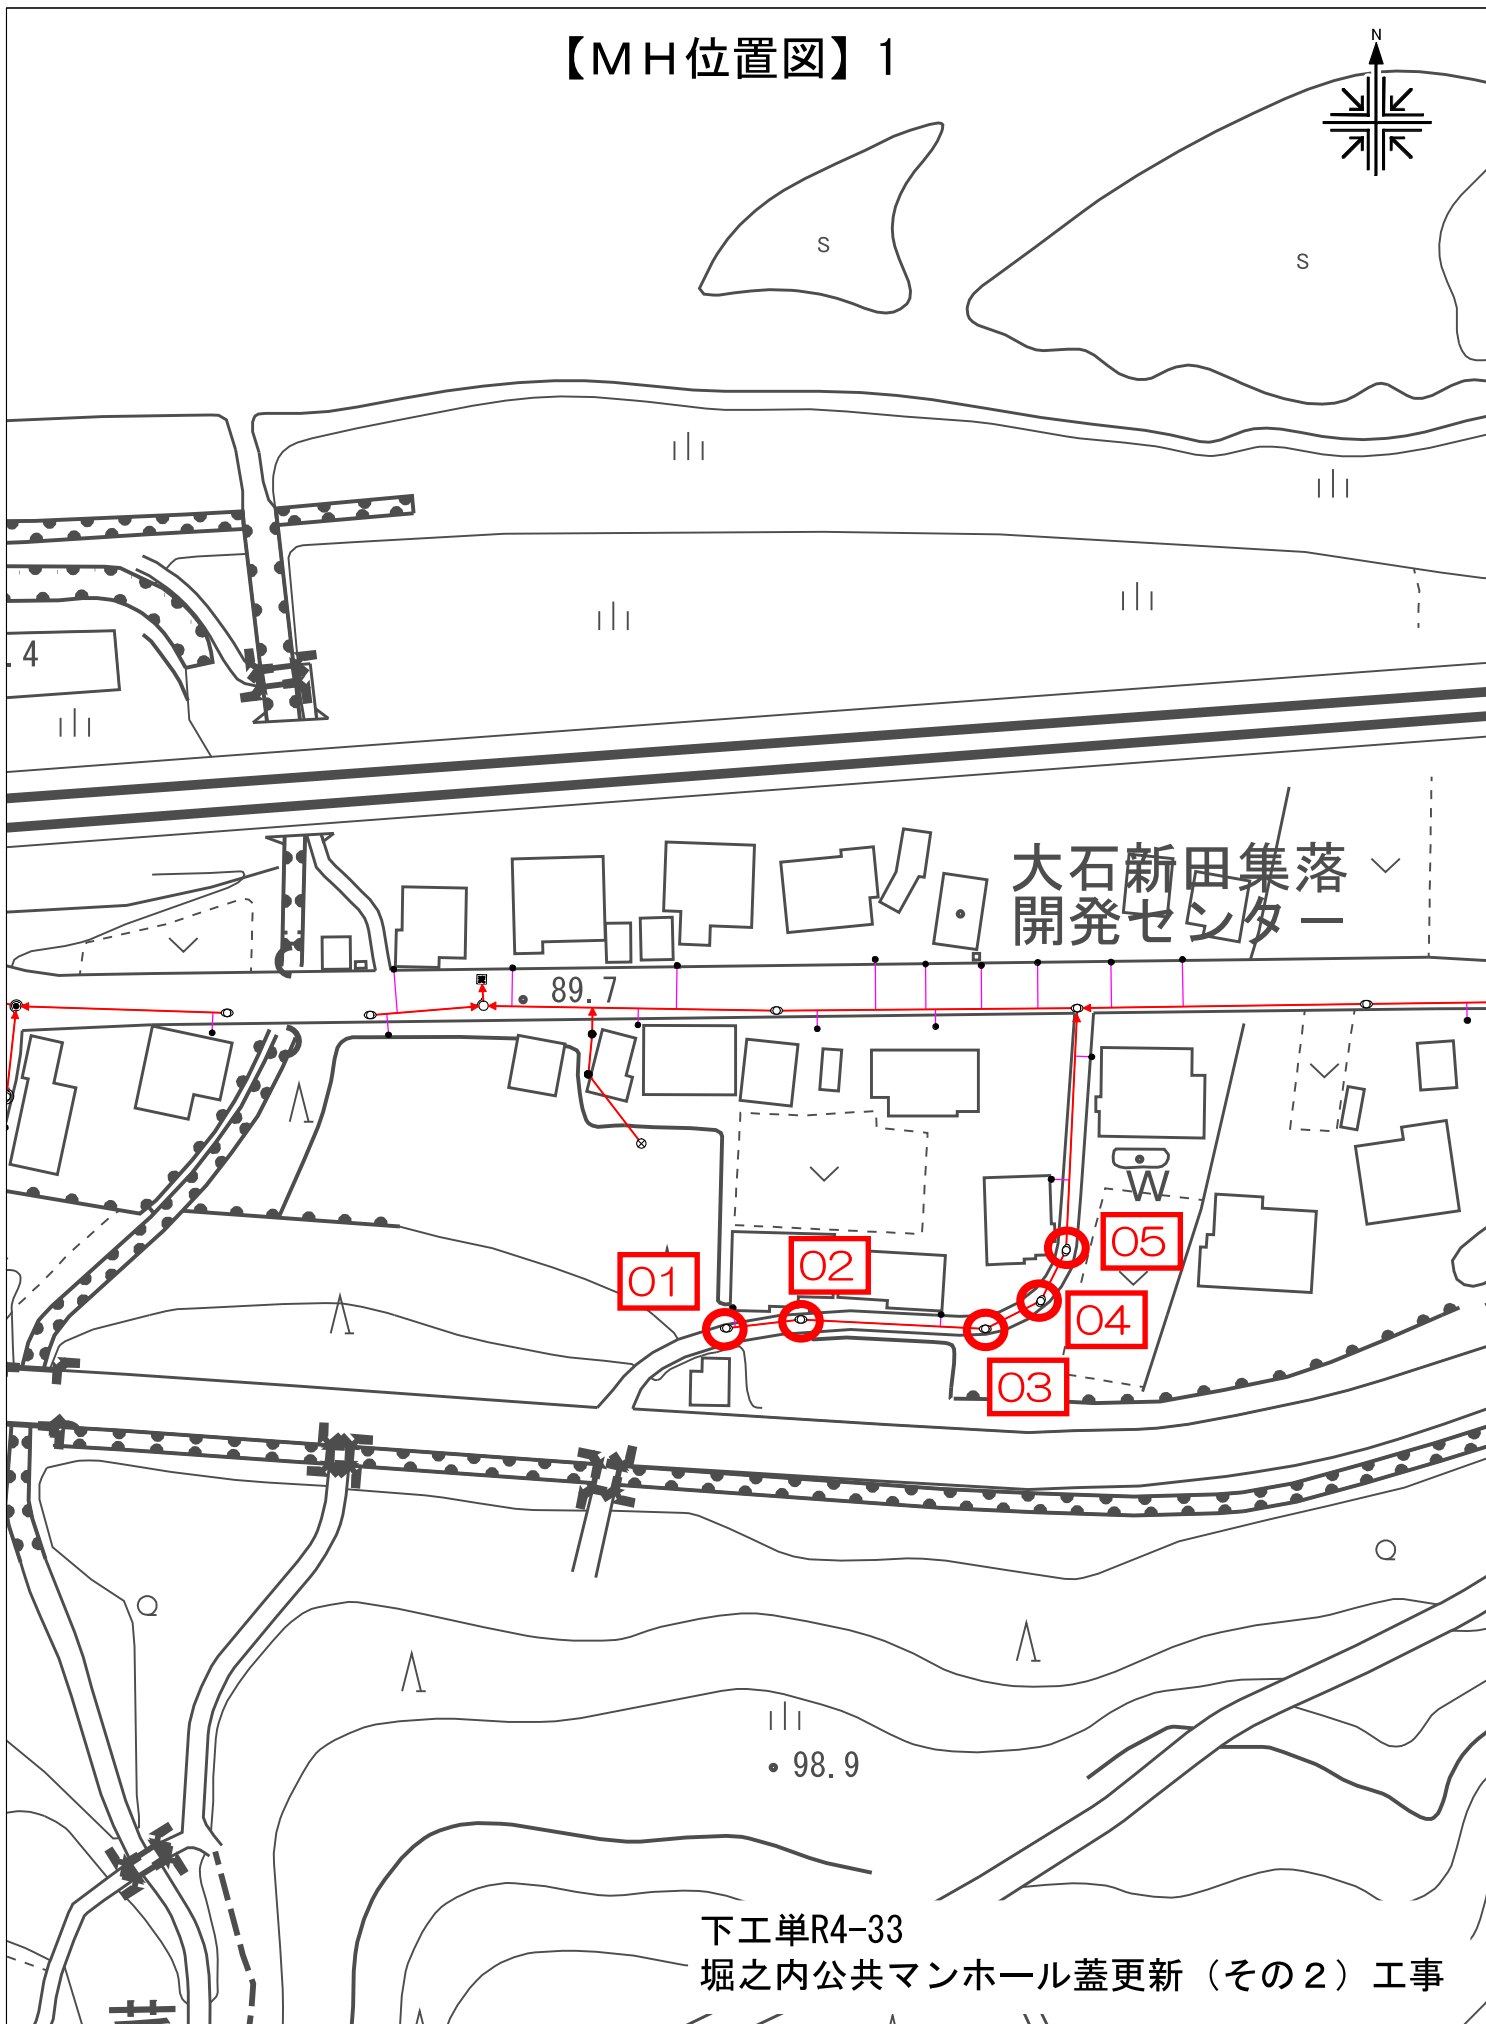 【ＭＨ位置図】１
N
S
S
.4
大石新田集落
開発センター
89.7
W
05
02
01
04
03
98.9
下工単R4-33
堀之内公共マンホール蓋更新（その２）工事